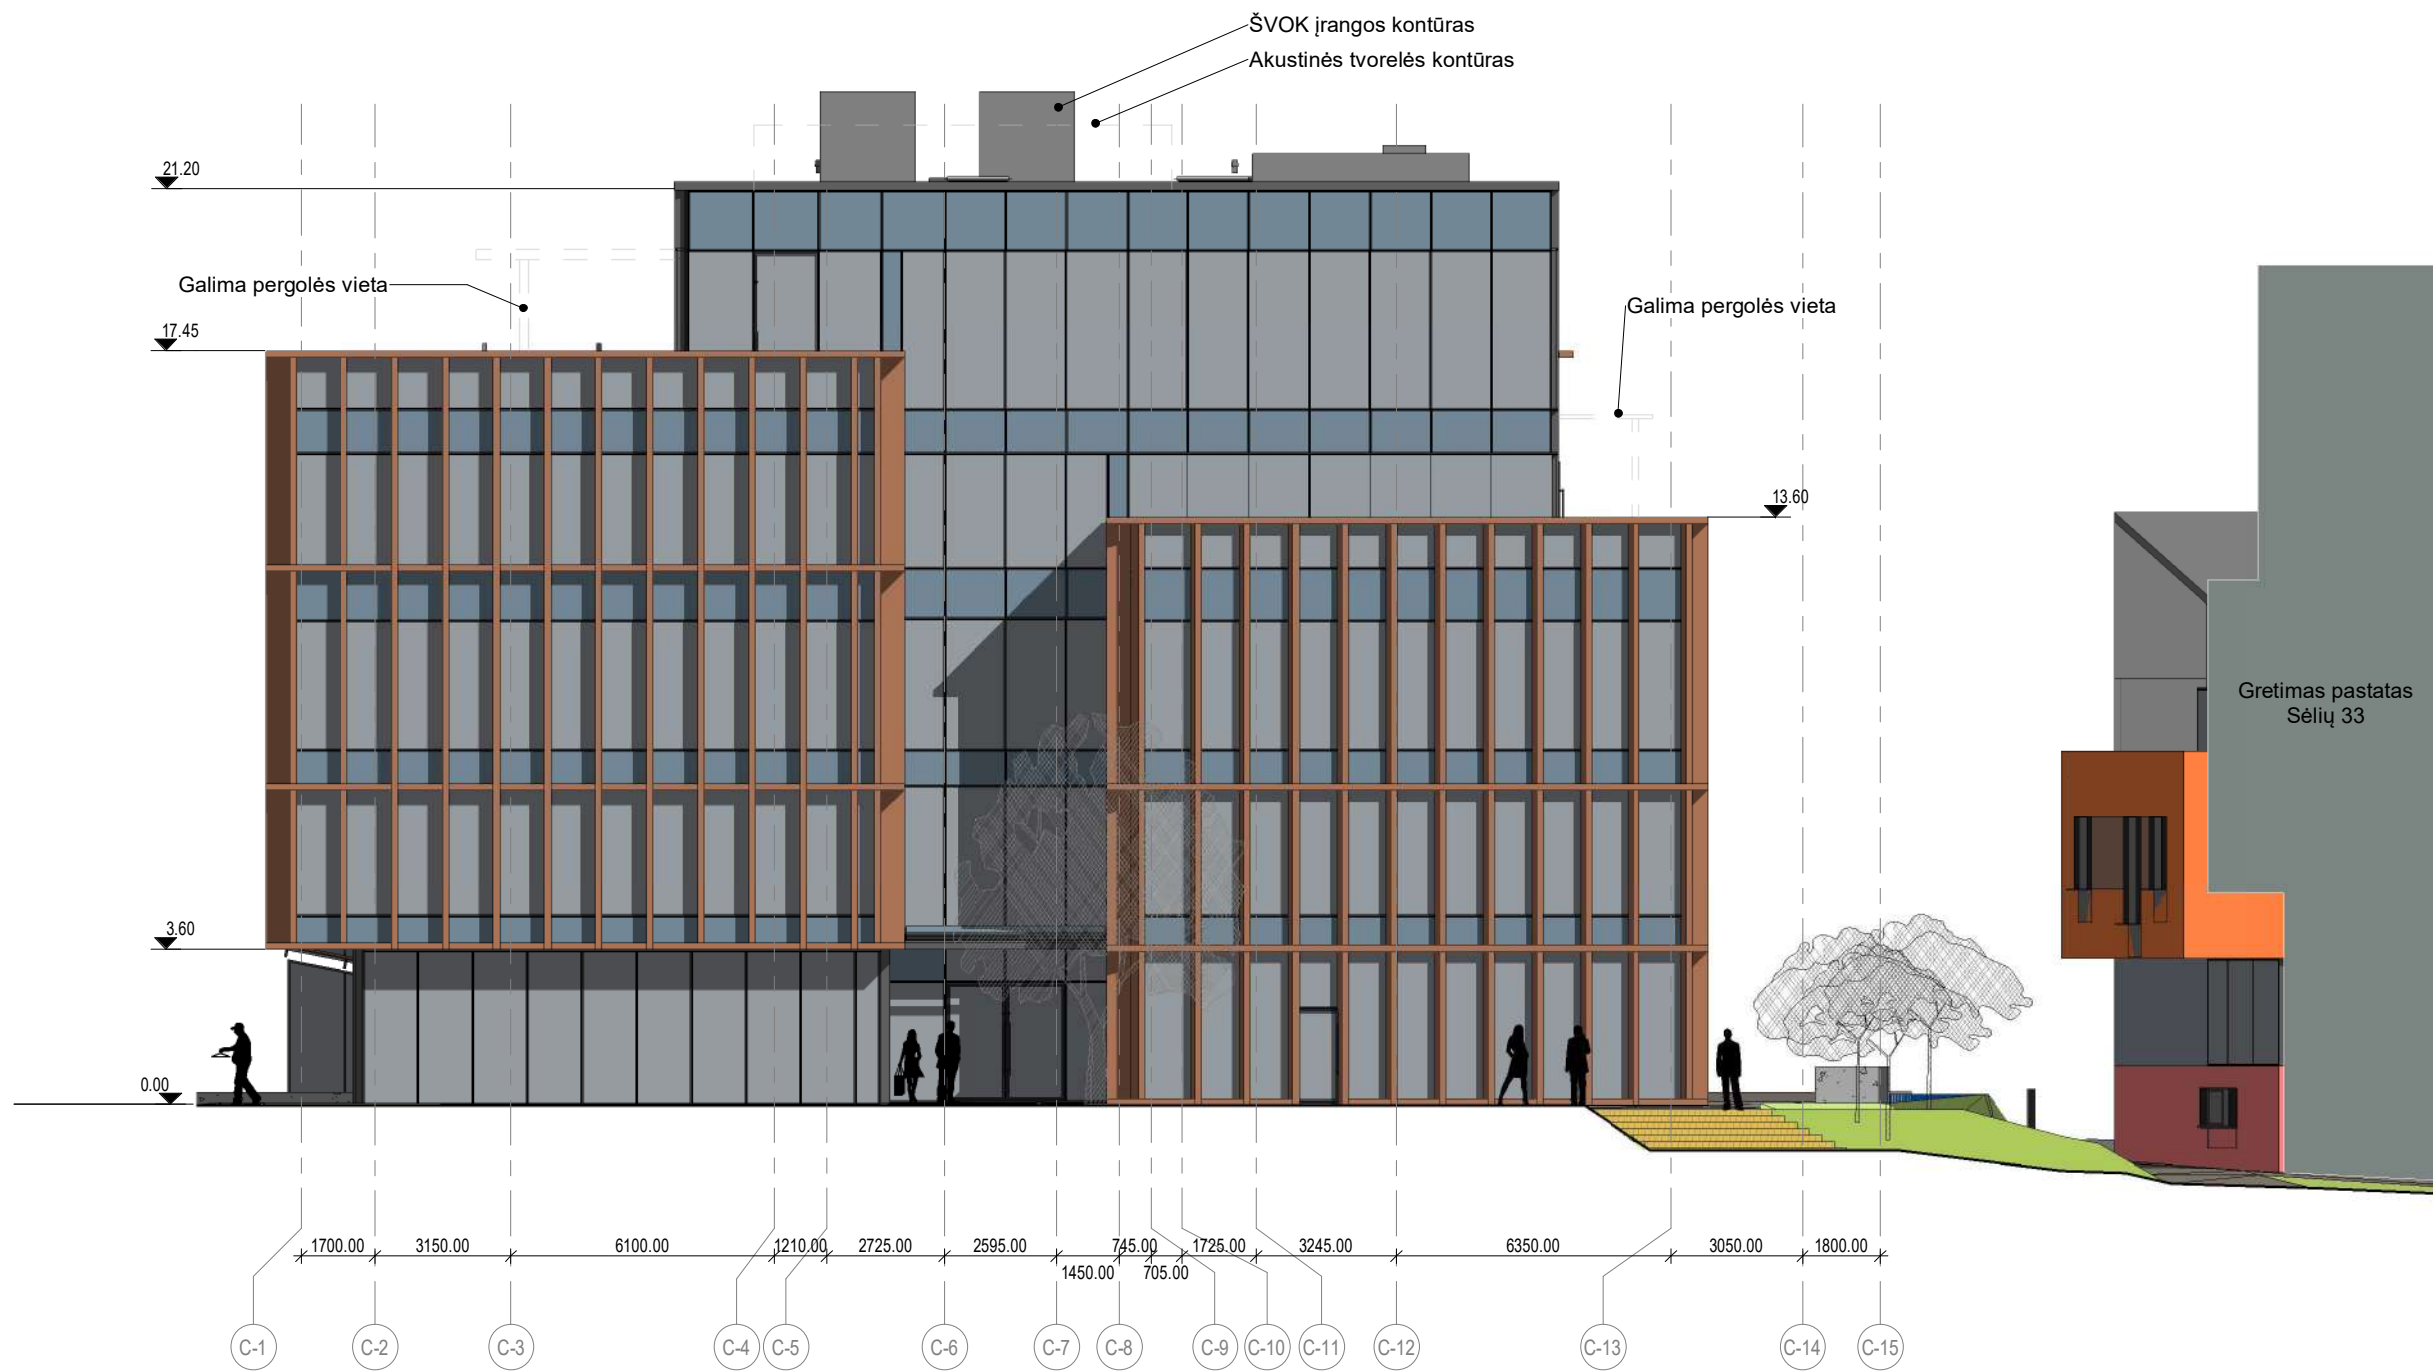 ŠVOK įrangos kontūras
Akustinės tvorelės kontūras
21.20
Galima pergolės vieta
Galima pergolės vieta
17.45
13.60
Gretimas pastatas
Sėlių 33
3.60
0.00
1700.00 3150.00 6100.00 1210.00 2725.00 2595.00 745.00 1725.00 3245.00 6350.00 3050.00 1800.00
1450.00 705.00
C-1 C-2 C-3 C-4 C-5 C-6 C-7 C-8 C-9 C-10 C-11 C-12 C-13 C-14 C-15